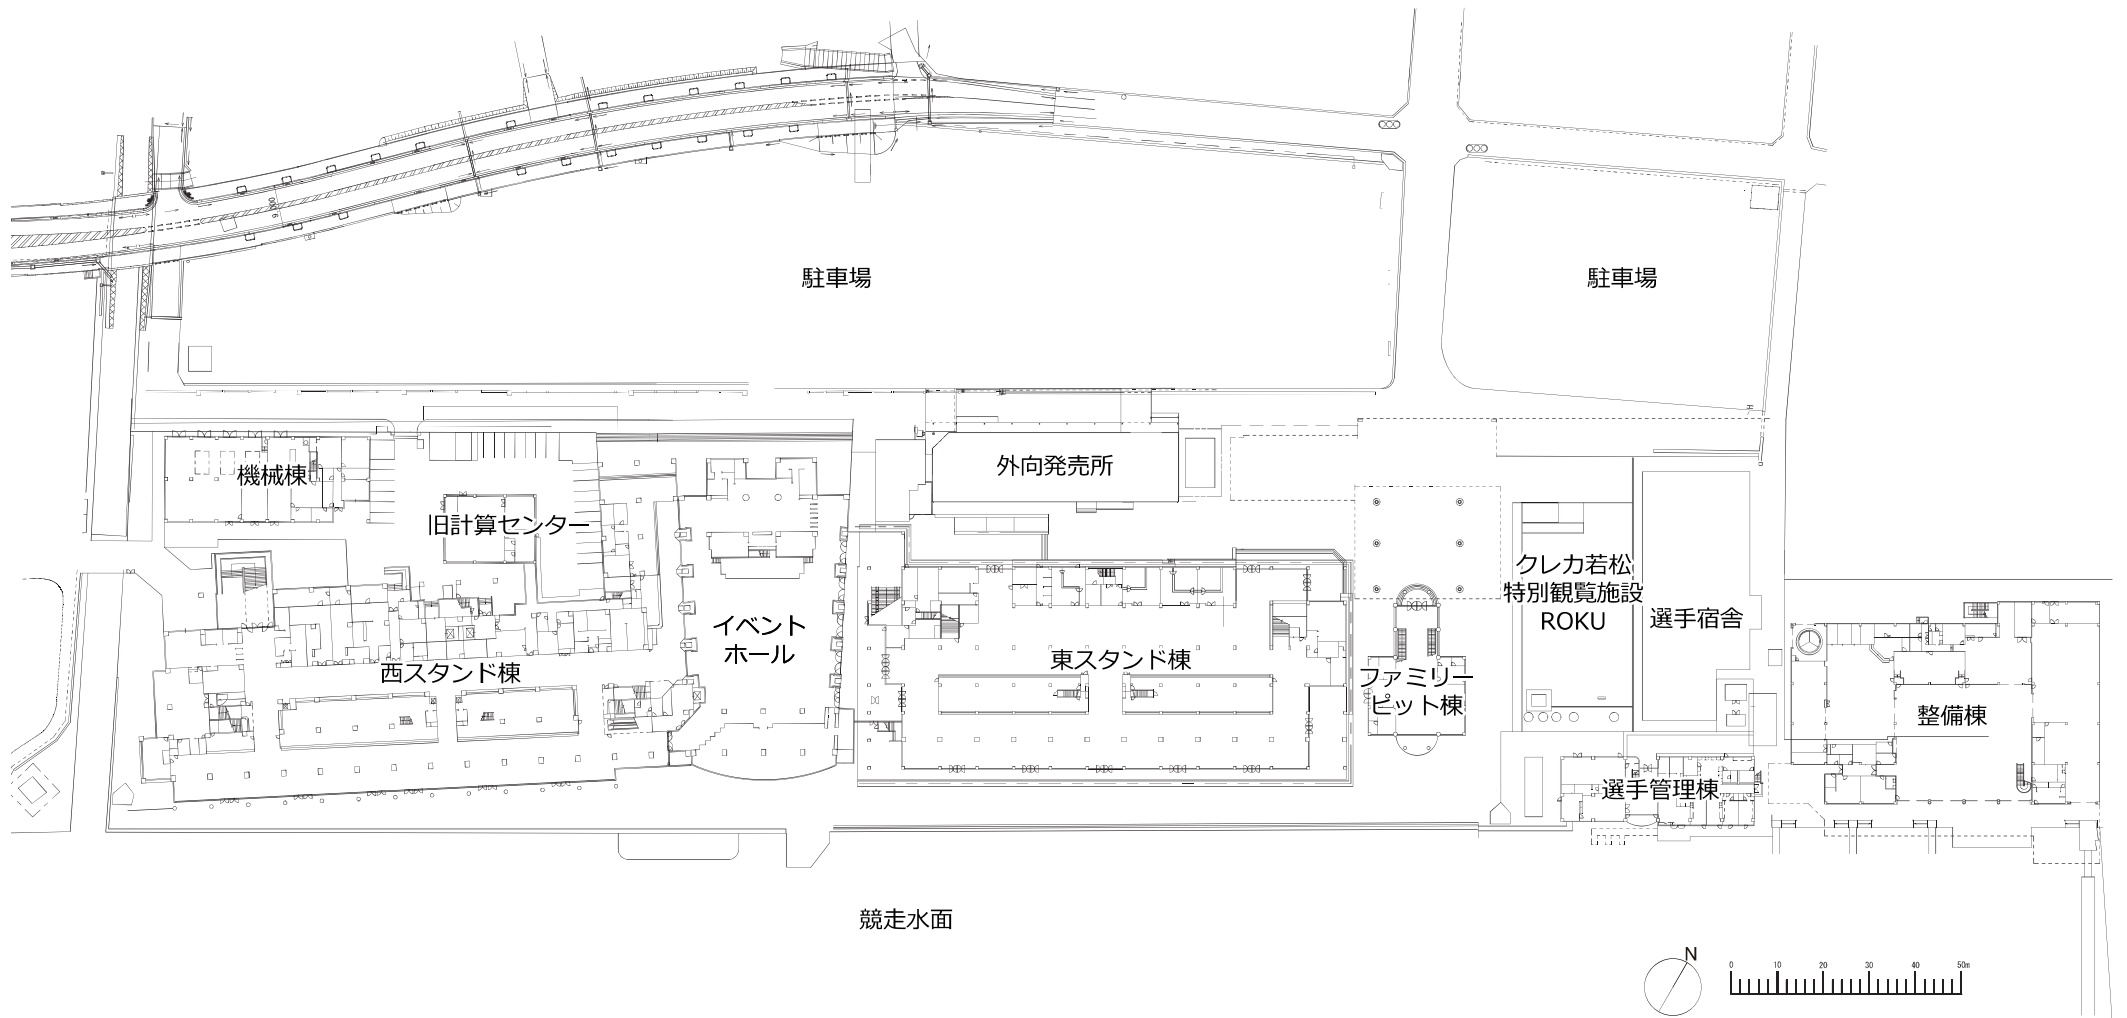 駐車場
駐車場
機械棟
外向発売所
旧計算センター
クレカ若松
特別観覧施設
ROKU
選手宿舎
イベント
ホール
西スタンド棟
東スタンド棟
ファミリー
ピット棟
整備棟
選手管理棟
競走水面
N
0 10 20 30 40 50m